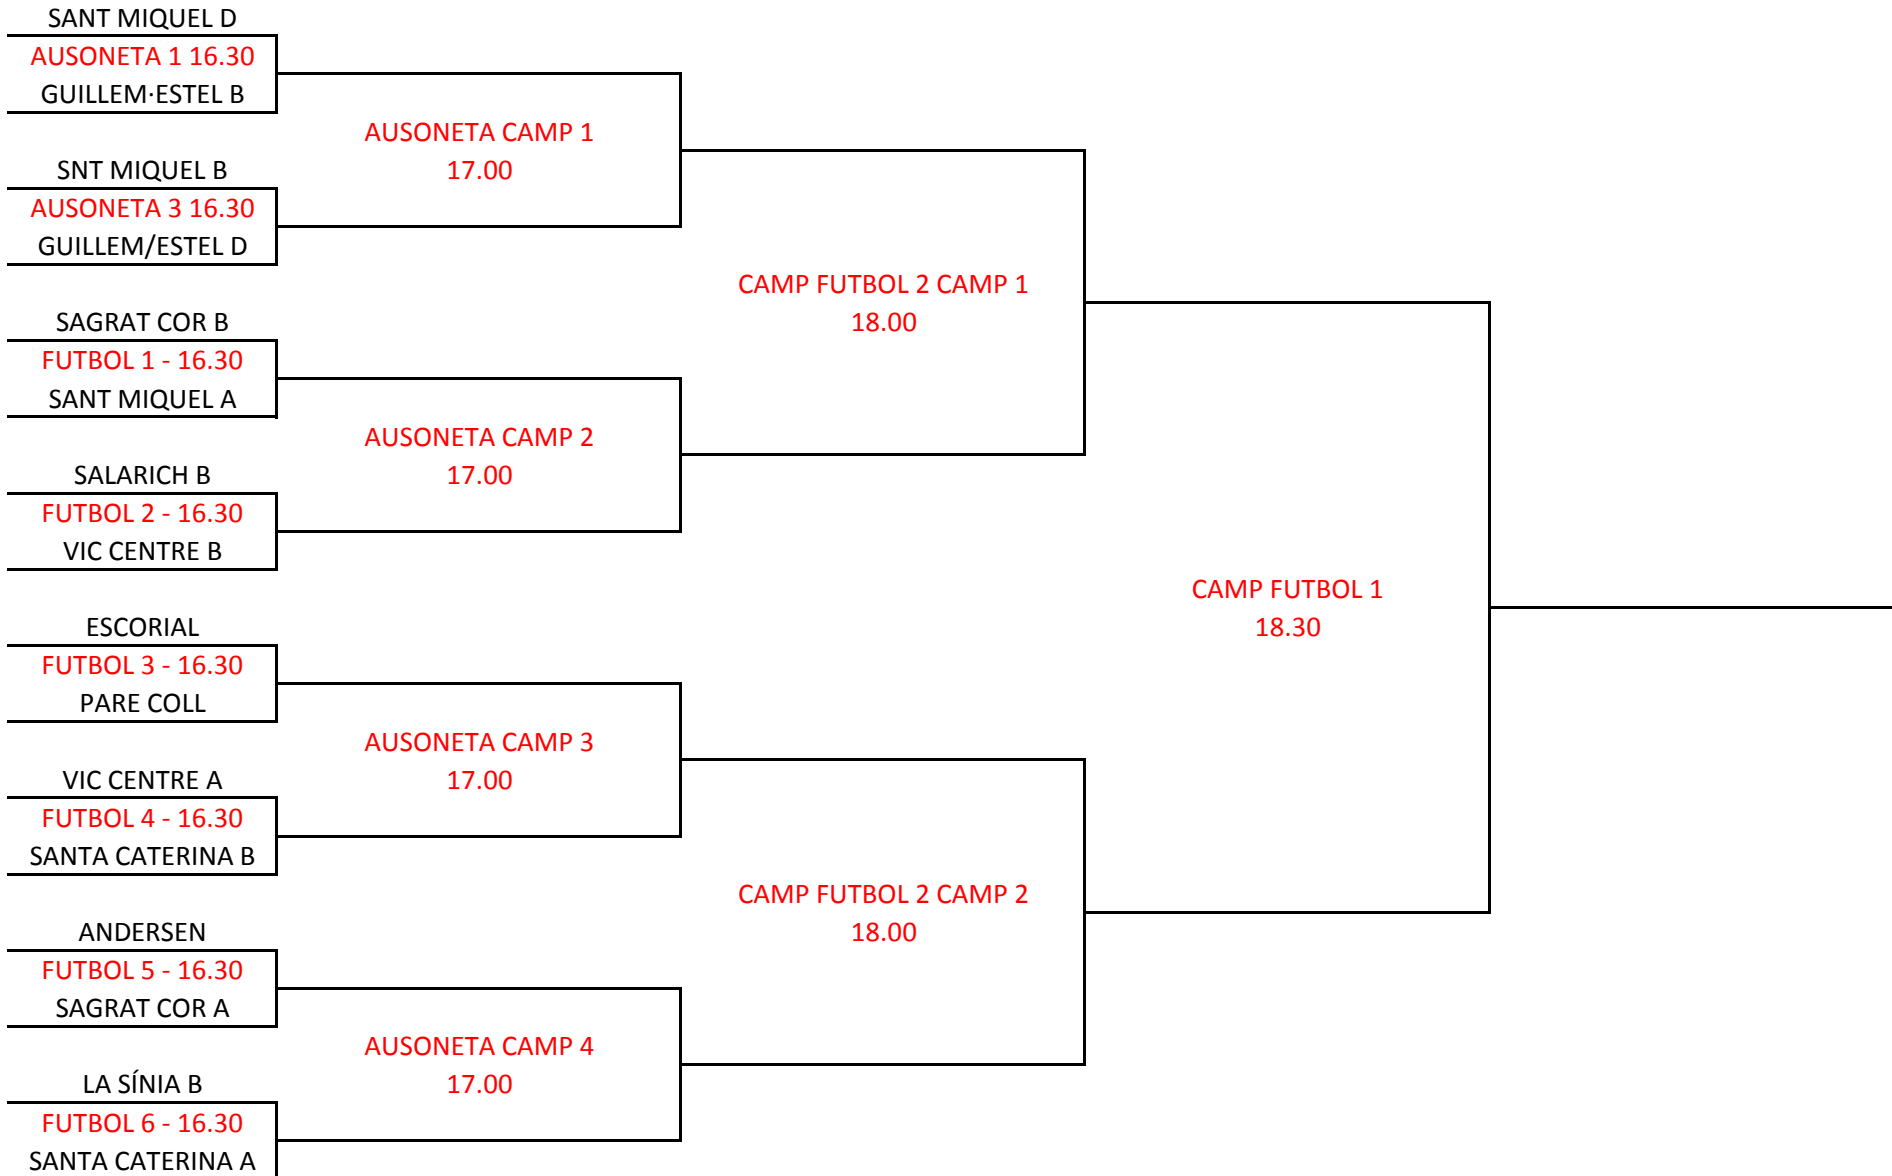 SANT MIQUEL D
AUSONETA 1 16.30
GUILLEM·ESTEL B
SNT MIQUEL B
AUSONETA 3 16.30
GUILLEM/ESTEL D
SAGRAT COR B
FUTBOL 1 - 16.30
SANT MIQUEL A
SALARICH B
FUTBOL 2 - 16.30
VIC CENTRE B
ESCORIAL
FUTBOL 3 - 16.30
PARE COLL
VIC CENTRE A
FUTBOL 4 - 16.30
SANTA CATERINA B
ANDERSEN
FUTBOL 5 - 16.30
SAGRAT COR A
LA SÍNIA B
FUTBOL 6 - 16.30
SANTA CATERINA A
AUSONETA CAMP 1
17.00
AUSONETA CAMP 2
17.00
AUSONETA CAMP 3
17.00
AUSONETA CAMP 4
17.00
CAMP FUTBOL 2 CAMP 1
18.00
CAMP FUTBOL 2 CAMP 2
18.00
CAMP FUTBOL 1
18.30